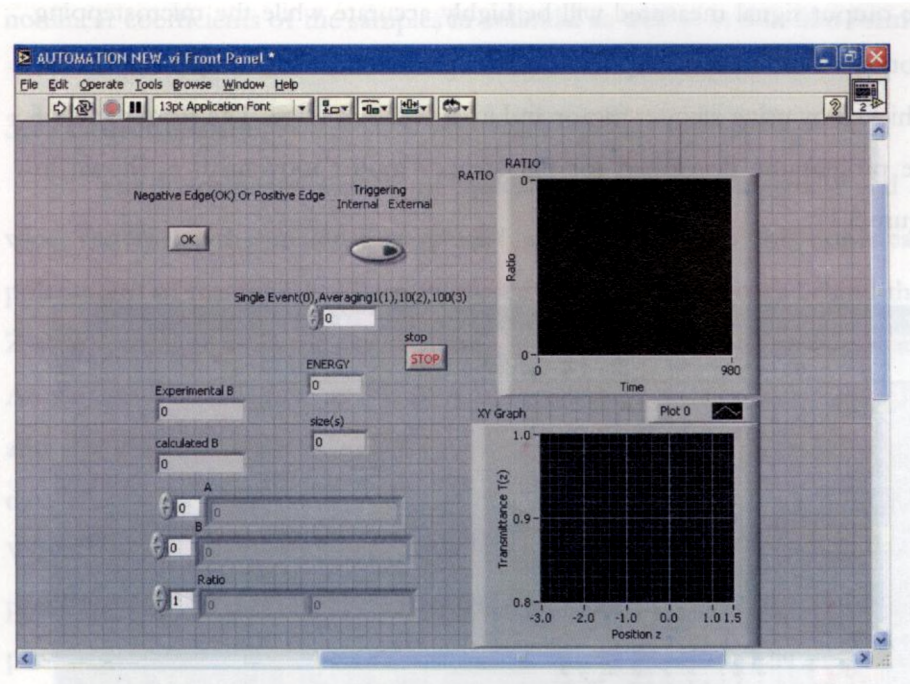 AUTOMATION NEW.vi Front Panel *
File Edit Operate Tools Browse Window Help
13pt Application Font
2
Negative Edge(OK) Or Positive Edge
Triggering
Internal External
OK
Single Event(0),Averaging1(1),10(2),100(3)
0
stop
STOP
ENERGY
0
Experimental B
0
size(s)
0
calculated B
0
A
0
0
B
0
0
Ratio
1
0
0
RATIO
RATIO
0
Ratio
0
0
980
Time
XY Graph
Plot 0
1.0
0.9
0.8
Transmittance T(z)
-3.0
-2.0
-1.0
0.0
1.0
1.5
Position z